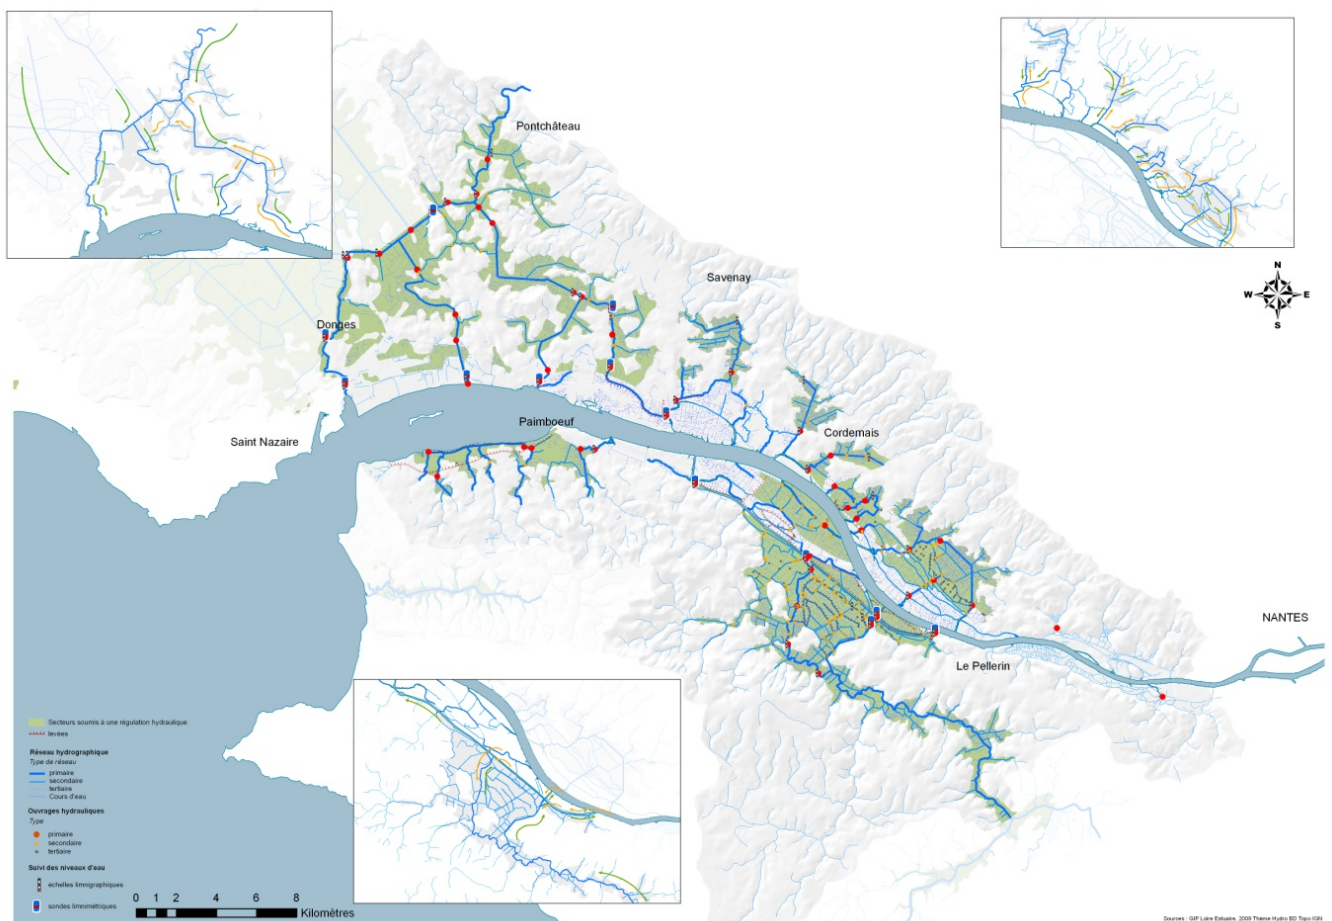 Pontchâteau
N
W E
S
Savenay
Donges
Saint Nazaire
Paimboeuf
Cordemais
NANTES
Le Pellerin
Secteurs soumis à une régulation hydraulique
levées
Réseau hydrographique
Type de réseau
primaire
secondaire
tertiaire
Cours d'eau
Ouvrages hydrauliques
Type
primaire
secondaire
tertiaire
Suivi des niveaux d'eau
échelles limnigraphiques
sondes limnimétriques
0 1 2 4 6 8
Kilomètres
Sources : GIP Loire Estuaire, 2009 Thème Hydro BD Topo IGN